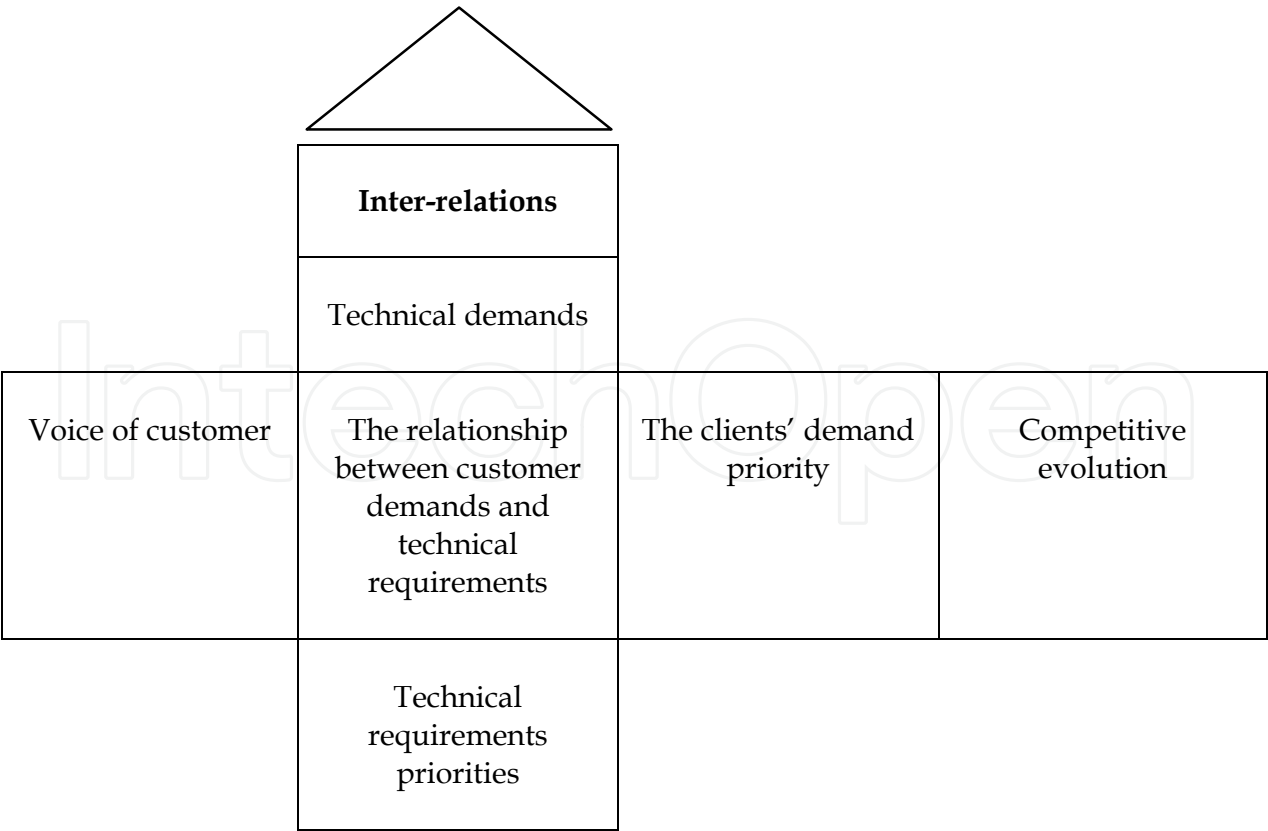 Inter-relations
Technical demands
IntechOpen
Voice of customer
The relationship
between customer
demands and
technical
requirements
The clients’ demand
priority
Competitive
evolution
Technical
requirements
priorities